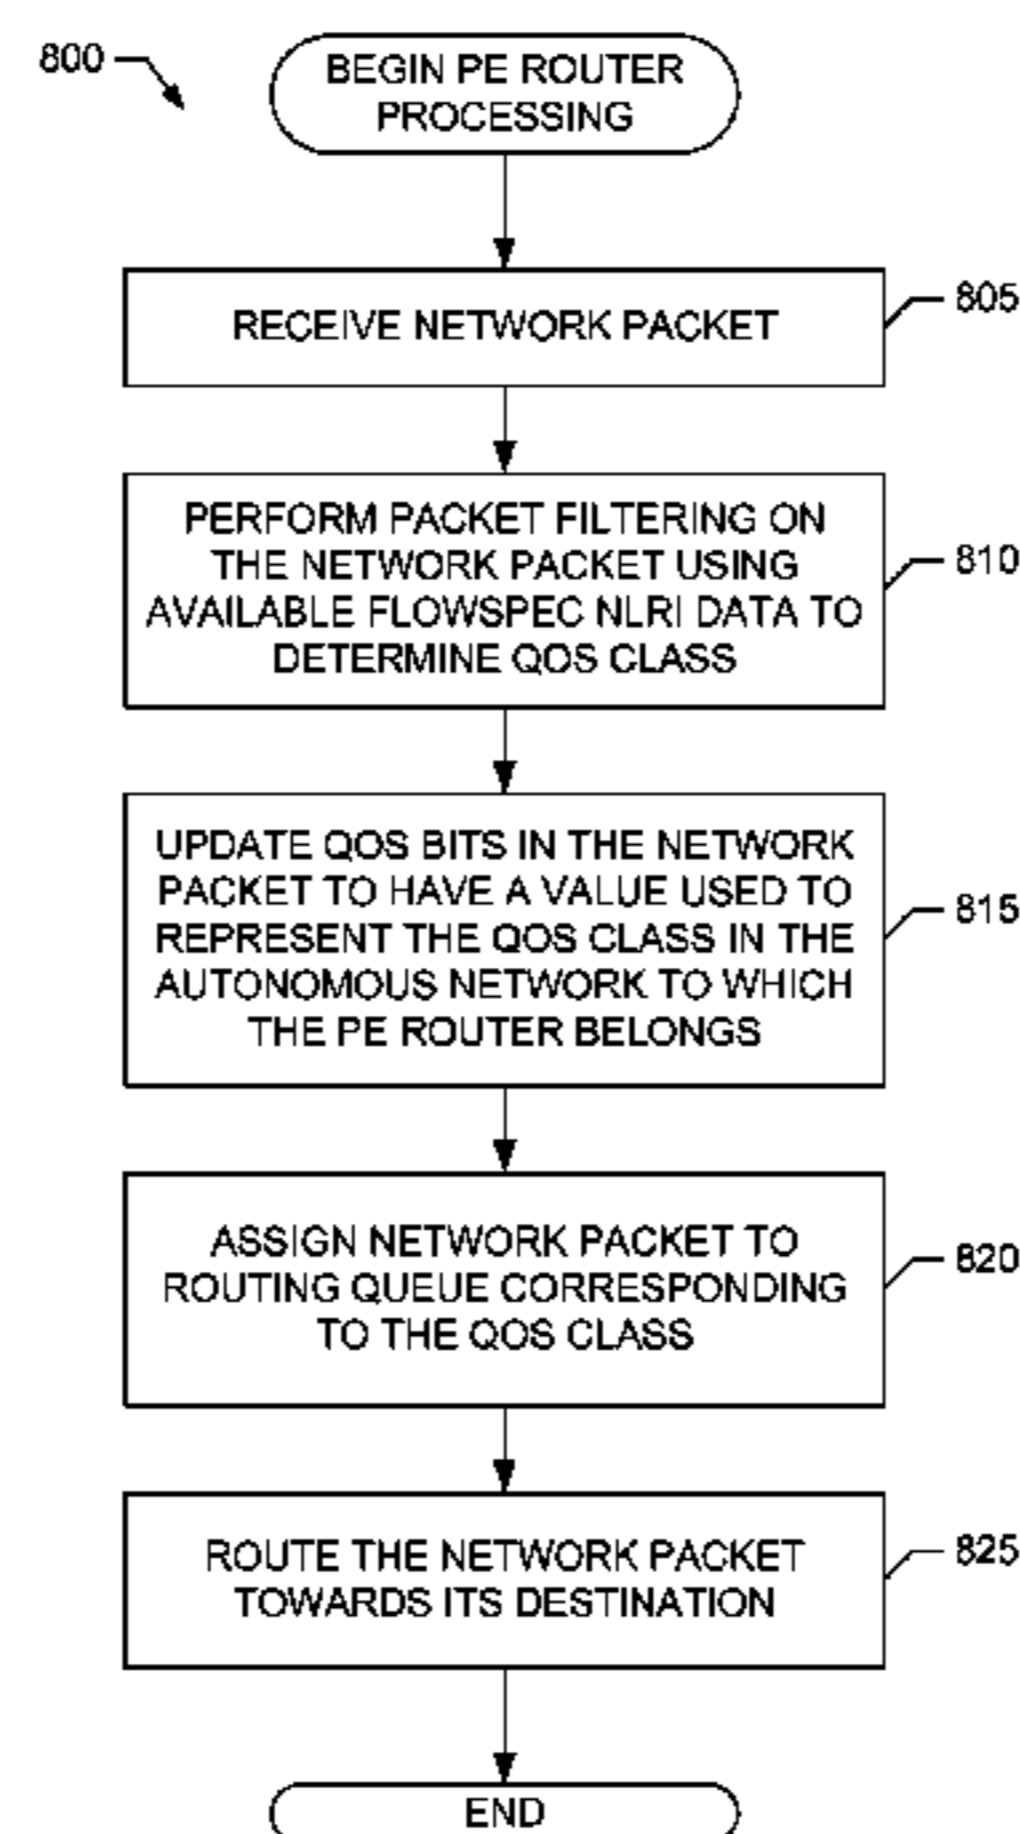 800
BEGIN PE ROUTER
PROCESSING
RECEIVE NETWORK PACKET
805
PERFORM PACKET FILTERING ON
THE NETWORK PACKET USING
AVAILABLE FLOWSPEC NLRI DATA TO
DETERMINE QOS CLASS
810
UPDATE QOS BITS IN THE NETWORK
PACKET TO HAVE A VALUE USED TO
REPRESENT THE QOS CLASS IN THE
AUTONOMOUS NETWORK TO WHICH
THE PE ROUTER BELONGS
815
ASSIGN NETWORK PACKET TO
ROUTING QUEUE CORRESPONDING
TO THE QOS CLASS
820
ROUTE THE NETWORK PACKET
TOWARDS ITS DESTINATION
825
END